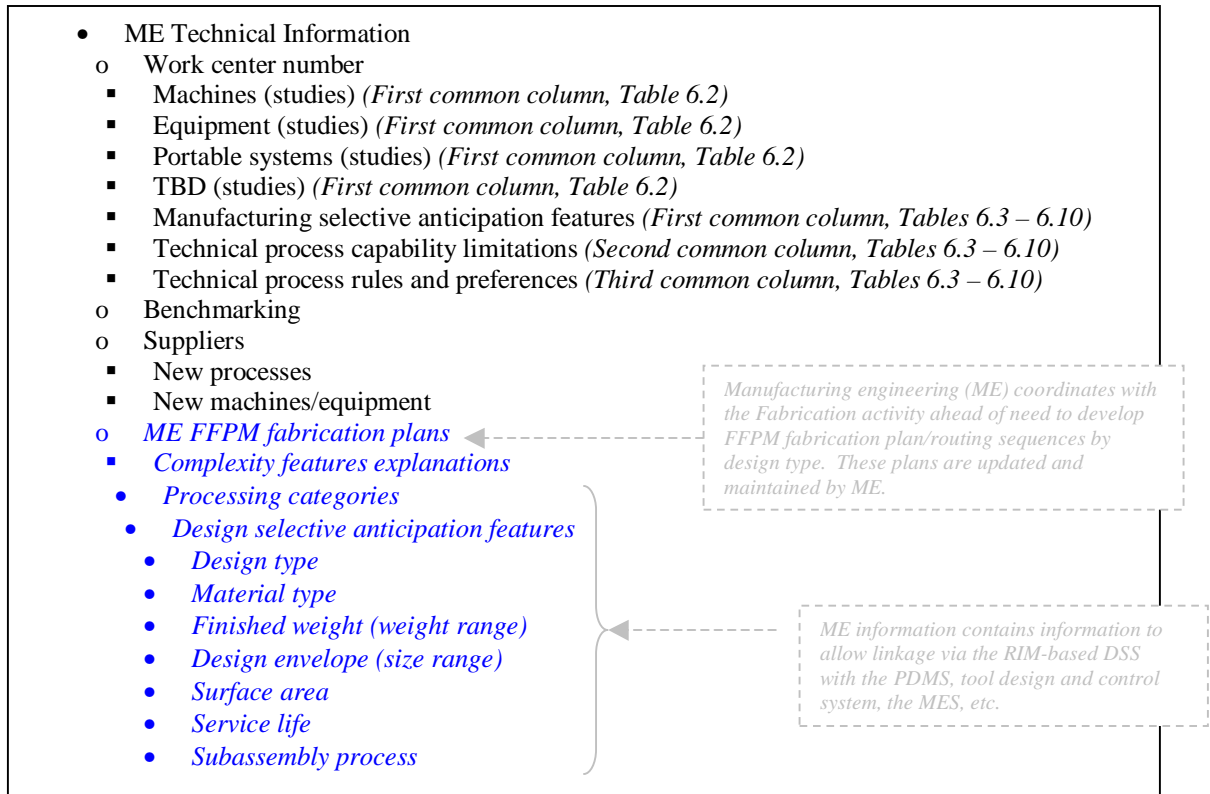 • ME Technical Information
o Work center number
▪ Machines (studies) (First common column, Table 6.2)
▪ Equipment (studies) (First common column, Table 6.2)
▪ Portable systems (studies) (First common column, Table 6.2)
▪ TBD (studies) (First common column, Table 6.2)
▪ Manufacturing selective anticipation features (First common column, Tables 6.3 – 6.10)
▪ Technical process capability limitations (Second common column, Tables 6.3 – 6.10)
▪ Technical process rules and preferences (Third common column, Tables 6.3 – 6.10)
o Benchmarking
o Suppliers
▪ New processes
▪ New machines/equipment
o ME FFPM fabrication plans
▪ Complexity features explanations
• Processing categories
• Design selective anticipation features
• Design type
• Material type
• Finished weight (weight range)
• Design envelope (size range)
• Surface area
• Service life
• Subassembly process
Manufacturing engineering (ME) coordinates with
the Fabrication activity ahead of need to develop
FFPM fabrication plan/routing sequences by
design type. These plans are updated and
maintained by ME.
ME information contains information to
allow linkage via the RIM-based DSS
with the PDMS, tool design and control
system, the MES, etc.